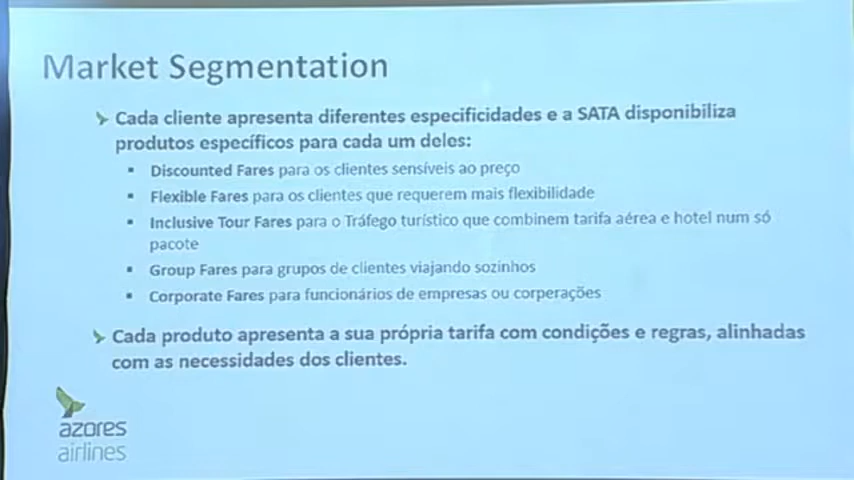 Market Segmentation
Cada cliente apresenta diferentes especificidades e a SATA disponibiliza
produtos específicos para cada um deles:
Discounted Fares para os clientes sensíveis ao preço
Flexible Fares para os clientes que requerem mais flexibilidade
Inclusive Tour Fares para o Tráfego turístico que combinem tarifa aérea e hotel num só
pacote
Group Fares para grupos de clientes viajando sozinhos
Corporate Fares para funcionários de empresas ou corperações
Cada produto apresenta a sua própria tarifa com condições e regras, alinhadas
com as necessidades dos clientes.
azores
airlines